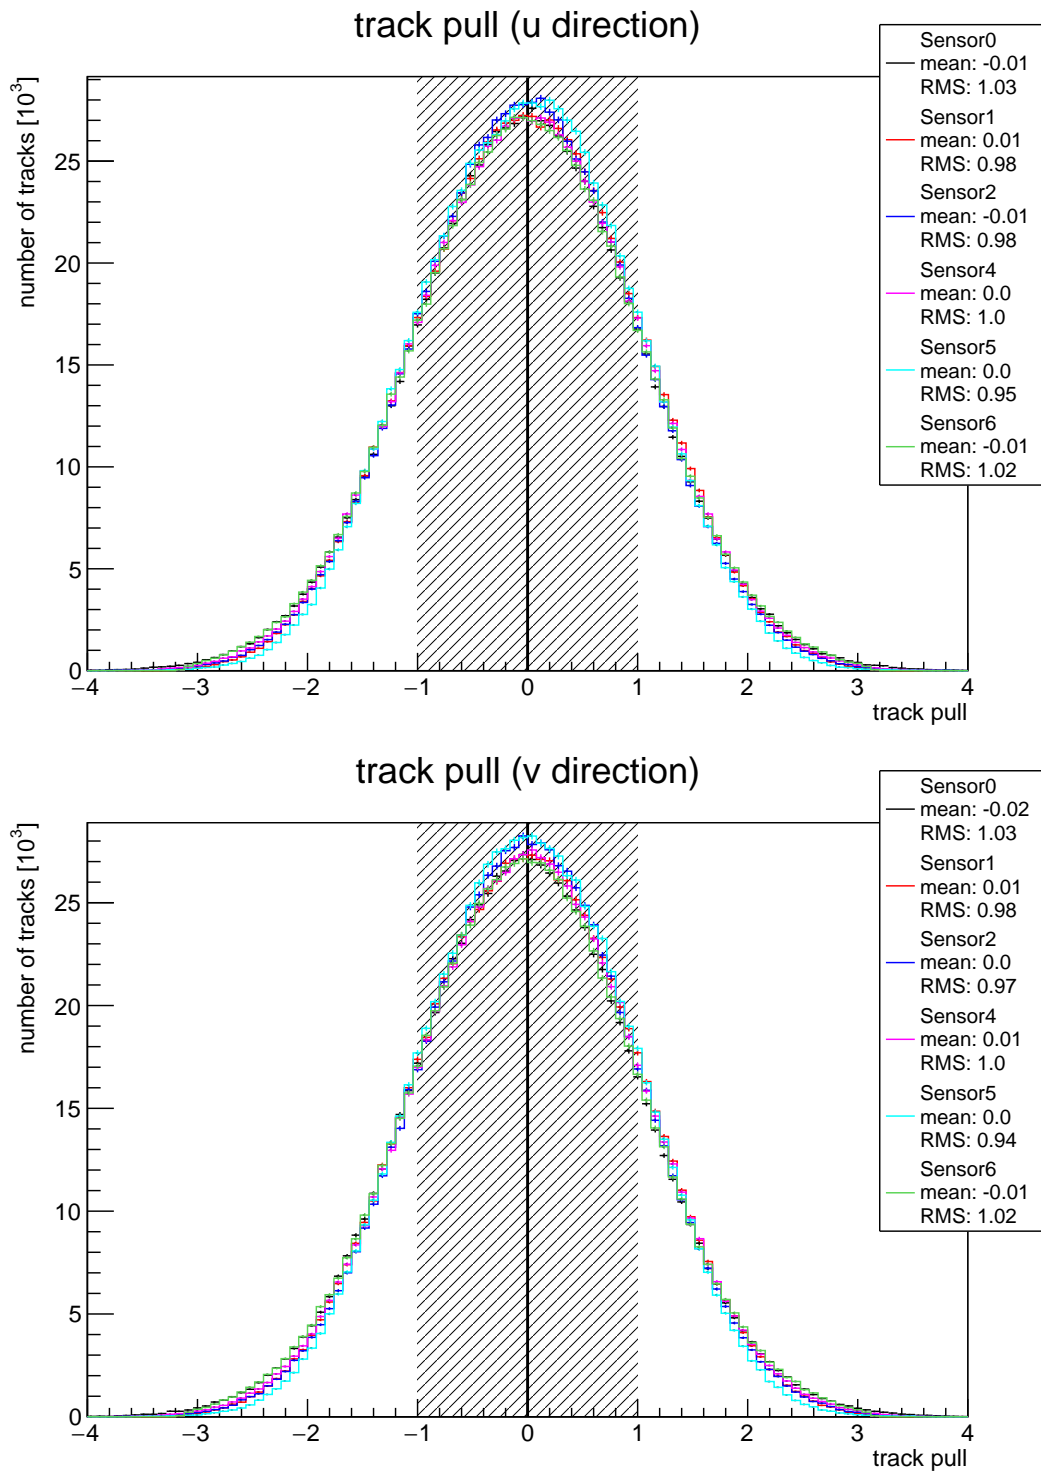 track pull (u direction)
number of tracks [10³]
25
20
15
10
5
0
−4
−3
−2
−1
0
1
2
3
4
track pull
Sensor0
mean: -0.01
RMS: 1.03
Sensor1
mean: 0.01
RMS: 0.98
Sensor2
mean: -0.01
RMS: 0.98
Sensor4
mean: 0.0
RMS: 1.0
Sensor5
mean: 0.0
RMS: 0.95
Sensor6
mean: -0.01
RMS: 1.02
track pull (v direction)
number of tracks [10³]
25
20
15
10
5
0
−4
−3
−2
−1
0
1
2
3
4
track pull
Sensor0
mean: -0.02
RMS: 1.03
Sensor1
mean: 0.01
RMS: 0.98
Sensor2
mean: 0.0
RMS: 0.97
Sensor4
mean: 0.01
RMS: 1.0
Sensor5
mean: 0.0
RMS: 0.94
Sensor6
mean: -0.01
RMS: 1.02